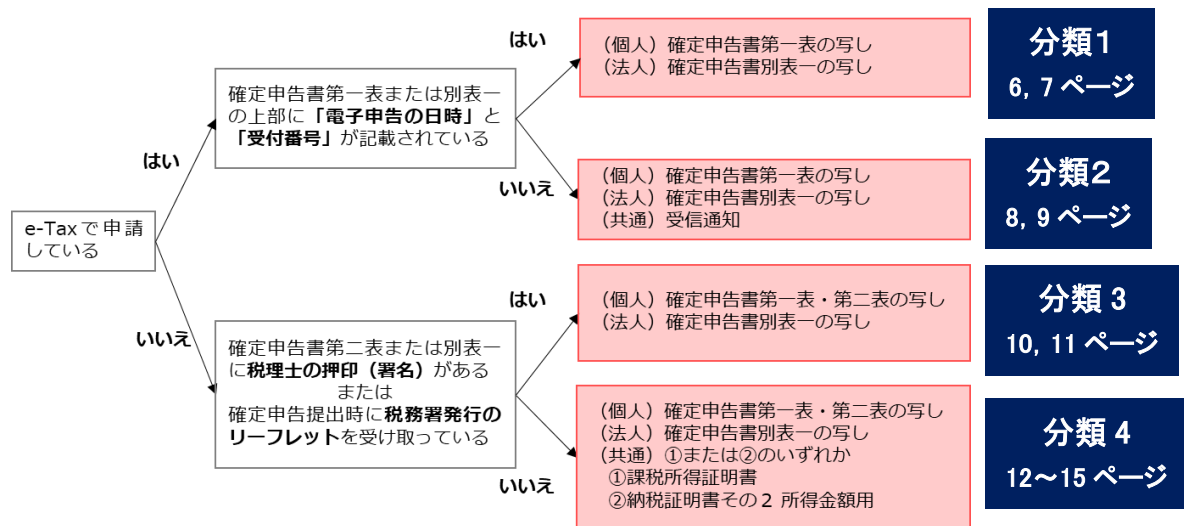 e-Taxで申請
している
はい
いいえ
確定申告書第一表または別表一
の上部に「電子申告の日時」と
「受付番号」が記載されている
はい
いいえ
（個人）確定申告書第一表の写し
（法人）確定申告書別表一の写し
分類１
6, 7 ページ
（個人）確定申告書第一表の写し
（法人）確定申告書別表一の写し
（共通）受信通知
分類２
8, 9 ページ
確定申告書第二表または別表一
に税理士の押印（署名）がある
または
確定申告提出時に税務署発行の
リーフレットを受け取っている
はい
いいえ
（個人）確定申告書第一表・第二表の写し
（法人）確定申告書別表一の写し
分類 3
10, 11 ページ
（個人）確定申告書第一表・第二表の写し
（法人）確定申告書別表一の写し
（共通）①または②のいずれか
①課税所得証明書
②納税証明書その２ 所得金額用
分類 4
12～15 ページ